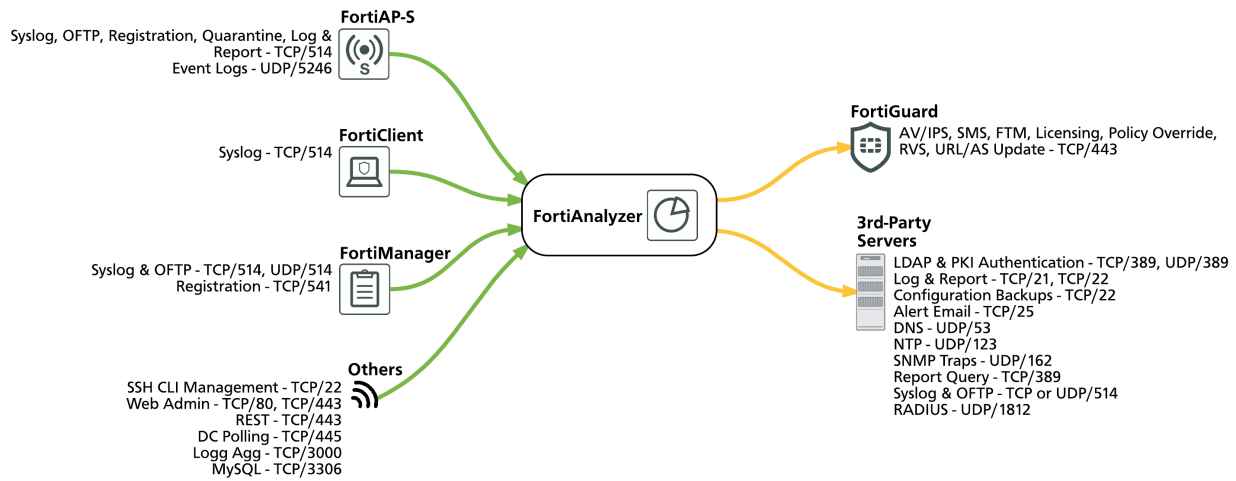 FortiAP-S
Syslog, OFTP, Registration, Quarantine, Log &
Report - TCP/514
Event Logs - UDP/5246
S
FortiClient
Syslog - TCP/514
FortiManager
Syslog & OFTP - TCP/514, UDP/514
Registration - TCP/541
Others
SSH CLI Management - TCP/22
Web Admin - TCP/80, TCP/443
REST - TCP/443
DC Polling - TCP/445
Logg Agg - TCP/3000
MySQL - TCP/3306
FortiAnalyzer
FortiGuard
AV/IPS, SMS, FTM, Licensing, Policy Override,
RVS, URL/AS Update - TCP/443
3rd-Party
Servers
LDAP & PKI Authentication - TCP/389, UDP/389
Log & Report - TCP/21, TCP/22
Configuration Backups - TCP/22
Alert Email - TCP/25
DNS - UDP/53
NTP - UDP/123
SNMP Traps - UDP/162
Report Query - TCP/389
Syslog & OFTP - TCP or UDP/514
RADIUS - UDP/1812